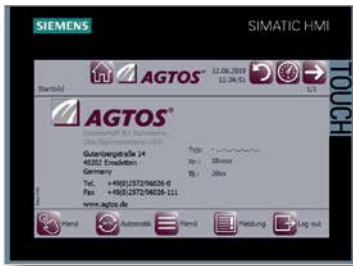 SIEMENS
SIMATIC HMI
TOUCH
Startbild
AGTOS®
12.06.2019
11:34:51
1/1
AGTOS®
Gesellschaft für technische
Oberflächensysteme mbH
Gutenbergstraße 14
48282 Emsdetten
Germany
Tel. +49(0)2572/96026-0
Fax +49(0)2572/96026-111
www.agtos.de
Typ:
Nr.: 18xxxx
Bj.: 20xx
Hand
Automatik
Menü
Meldung
Log out